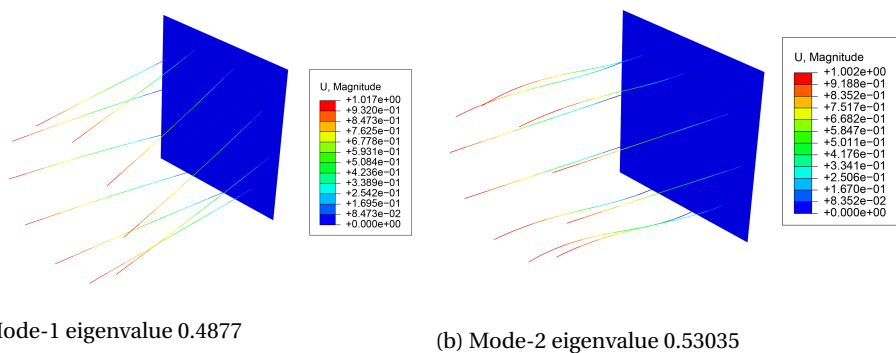 U, Magnitude
+1.017e+00
+9.320e−01
+8.473e−01
+7.625e−01
+6.778e−01
+5.931e−01
+5.084e−01
+4.236e−01
+3.389e−01
+2.542e−01
+1.695e−01
+8.473e−02
+0.000e+00
U, Magnitude
+1.002e+00
+9.188e−01
+8.352e−01
+7.517e−01
+6.682e−01
+5.847e−01
+5.011e−01
+4.176e−01
+3.341e−01
+2.506e−01
+1.670e−01
+8.352e−02
+0.000e+00
ode-1 eigenvalue 0.4877
(b) Mode-2 eigenvalue 0.53035